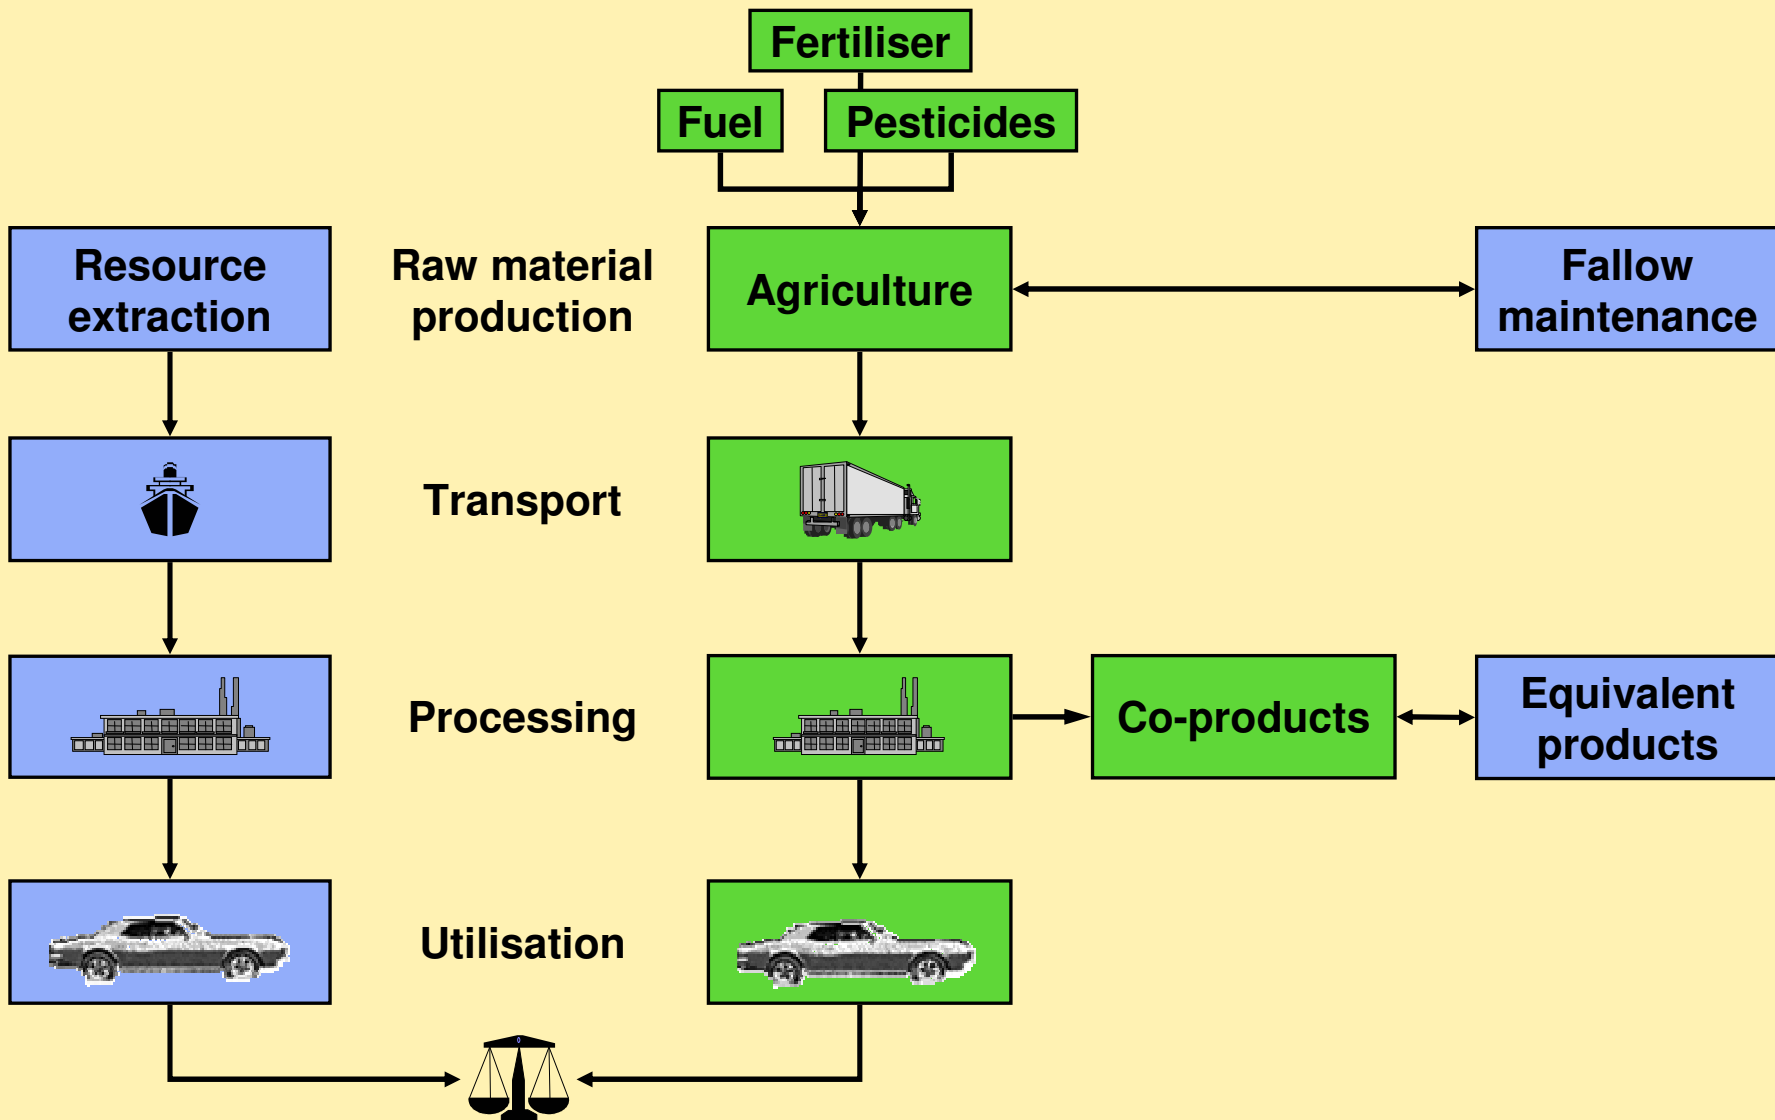 Fertiliser
Fuel
Pesticides
Resource
extraction
Raw material
production
Agriculture
Fallow
maintenance
Transport
Processing
Co-products
Equivalent
products
Utilisation